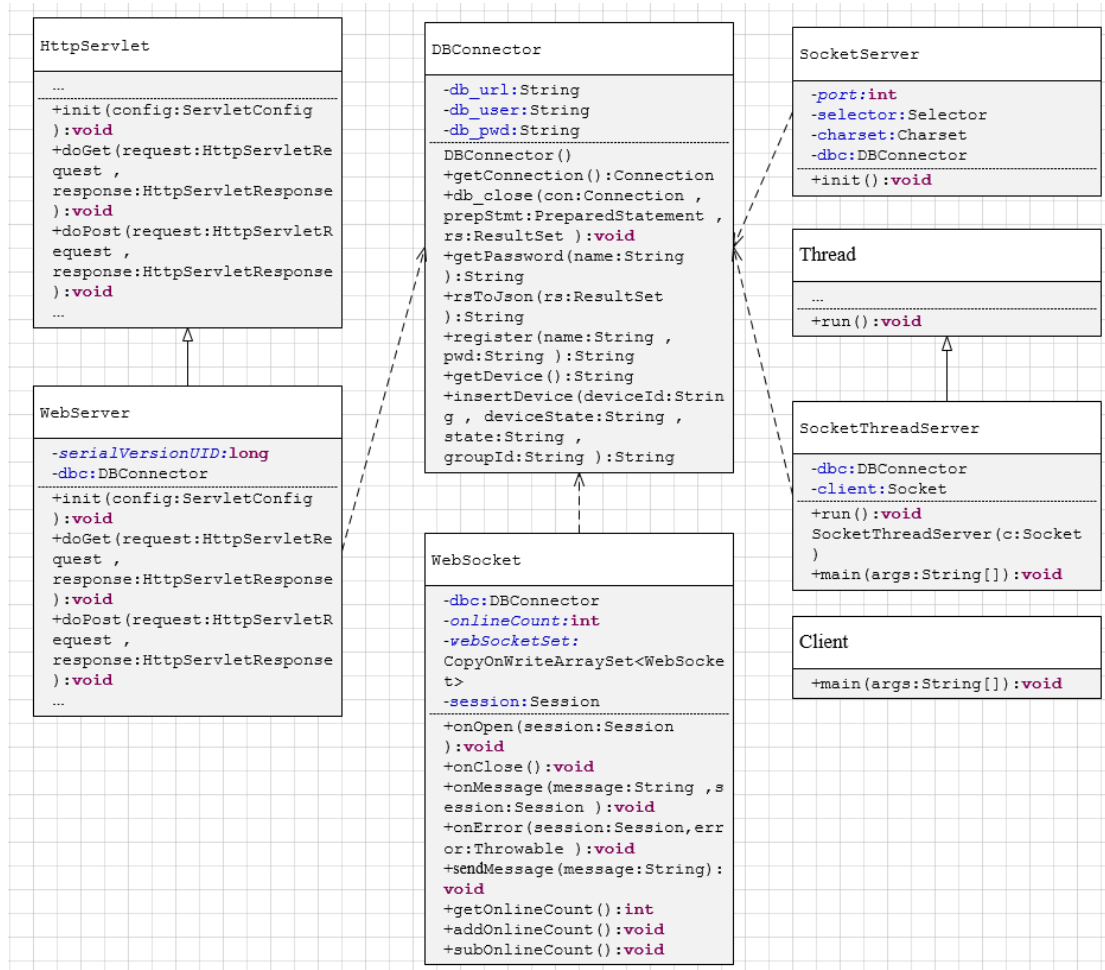 HttpServlet
...
+init(config:ServletConfig
):void
+doGet(request:HttpServletRe
quest ,
response:HttpServletResponse
):void
+doPost(request:HttpServletR
equest ,
response:HttpServletResponse
):void
...
WebServer
-serialVersionUID:long
-dbc:DBConnector
+init(config:ServletConfig
):void
+doGet(request:HttpServletRe
quest ,
response:HttpServletResponse
):void
+doPost(request:HttpServletR
equest ,
response:HttpServletResponse
):void
...
DBConnector
-db_url:String
-db_user:String
-db_pwd:String
DBConnector()
+getConnection():Connection
+db_close(con:Connection ,
prepStmt:PreparedStatement ,
rs:ResultSet ):void
+getPassword(name:String
):String
+rsToJson(rs:ResultSet
):String
+register(name:String ,
pwd:String ):String
+getDevice():String
+insertDevice(deviceId:Strin
g , deviceState:String ,
state:String ,
groupId:String ):String
WebSocket
-dbc:DBConnector
-onlineCount:int
-webSocketSet:
CopyOnWriteArraySet<WebSocke
t>
-session:Session
+onOpen(session:Session
):void
+onClose():void
+onMessage(message:String ,s
ession:Session ):void
+onError(session:Session,err
or:Throwable ):void
+sendMessage(message:String):
void
+getOnlineCount():int
+addOnlineCount():void
+subOnlineCount():void
SocketServer
-port:int
-selector:Selector
-charset:Charset
-dbc:DBConnector
+init():void
Thread
...
+run():void
SocketThreadServer
-dbc:DBConnector
-client:Socket
+run():void
SocketThreadServer(c:Socket
)
+main(args:String[]):void
Client
+main(args:String[]):void